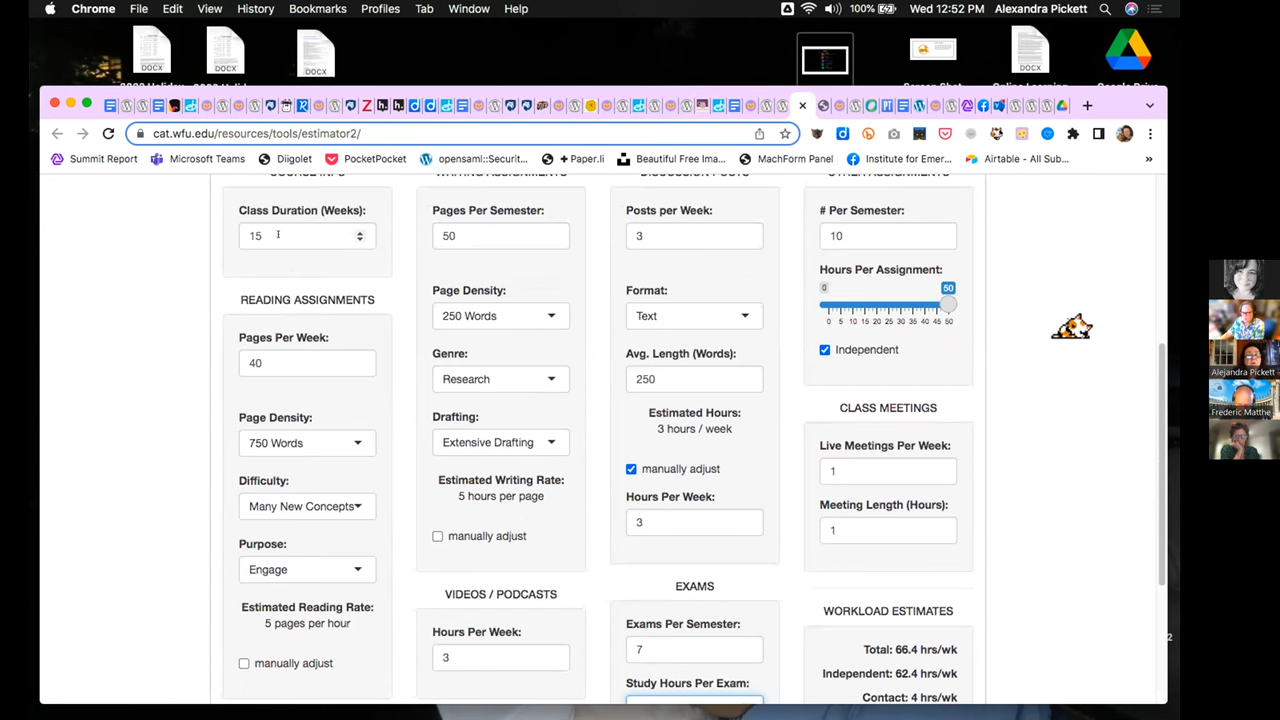 Chrome File Edit View History Bookmarks Profiles Tab Window Help 100% Wed 12:52 PM Alexandra Pickett
DOCX DOCX DOCX
cat.wfu.edu/resources/tools/estimator2/
Summit Report Microsoft Teams Diigolet PocketPocket opensaml::Securit... + Paper.li Beautiful Free Ima... MachForm Panel Institute for Emer... Airtable - All Sub... »
Class Duration (Weeks):
15
READING ASSIGNMENTS
Pages Per Week:
40
Page Density:
750 Words
Difficulty:
Many New Concepts
Purpose:
Engage
Estimated Reading Rate:
5 pages per hour
manually adjust
Pages Per Semester:
50
Page Density:
250 Words
Genre:
Research
Drafting:
Extensive Drafting
Estimated Writing Rate:
5 hours per page
manually adjust
VIDEOS / PODCASTS
Hours Per Week:
3
Posts per Week:
3
Format:
Text
Avg. Length (Words):
250
Estimated Hours:
3 hours / week
manually adjust
Hours Per Week:
3
EXAMS
Exams Per Semester:
7
Study Hours Per Exam:
# Per Semester:
10
Hours Per Assignment:
0 50
0 5 10 15 20 25 30 35 40 45 50
Independent
CLASS MEETINGS
Live Meetings Per Week:
1
Meeting Length (Hours):
1
WORKLOAD ESTIMATES
Total: 66.4 hrs/wk
Independent: 62.4 hrs/wk
Contact: 4 hrs/wk
Alejandra Pickett
Frederic Matthe